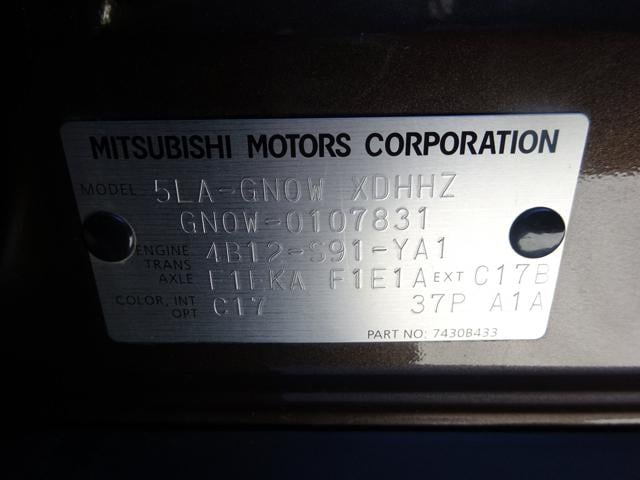 MITSUBISHI MOTORS CORPORATION
MODEL 5LA-GN0W XDHHZ
GN0W-0107831
ENGINE 4B12-S91-YA1
TRANS AXLE F1FKA F1E1A EXT C17B
COLOR, INT OPT C17 37P A1A
PART NO: 7430B433